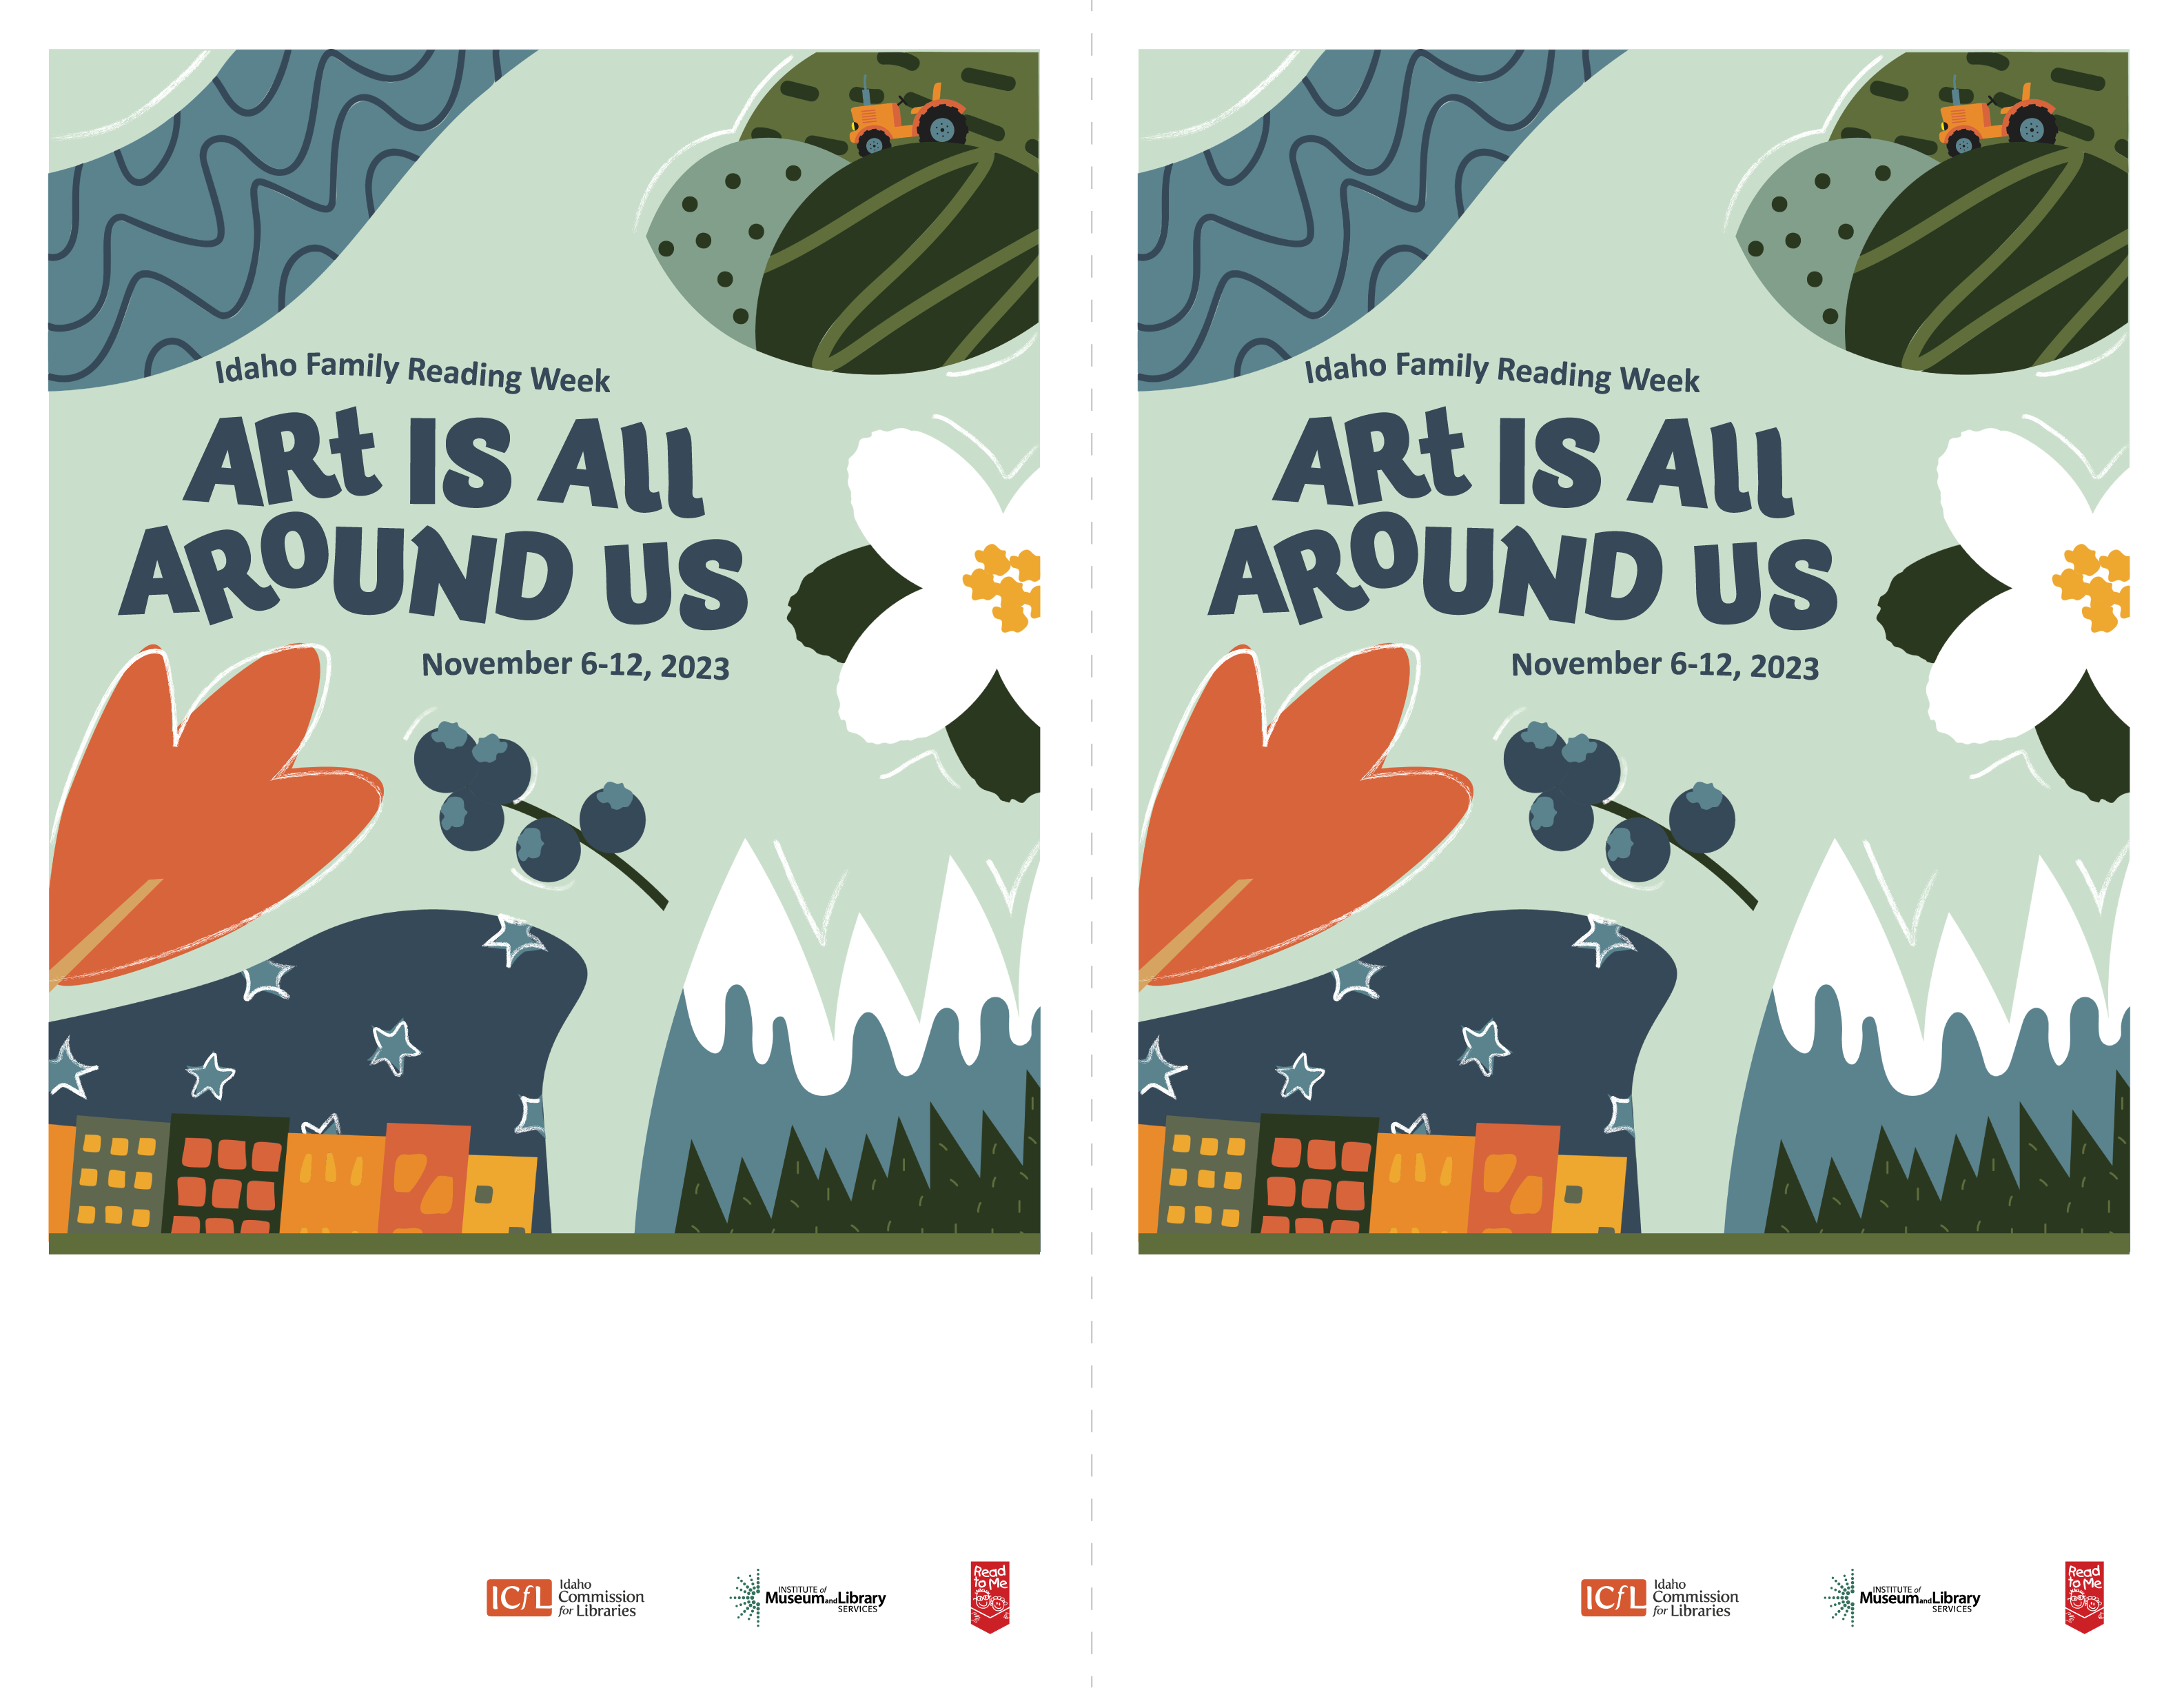 Idaho Family Reading Week
ARt IS All
AROUND US
November 6-12, 2023
ICfL
Idaho
Commission
for Libraries
INSTITUTE of
Museum and Library
SERVICES
Read
to Me
Idaho Family Reading Week
ARt IS All
AROUND US
November 6-12, 2023
ICfL
Idaho
Commission
for Libraries
INSTITUTE of
Museum and Library
SERVICES
Read
to Me